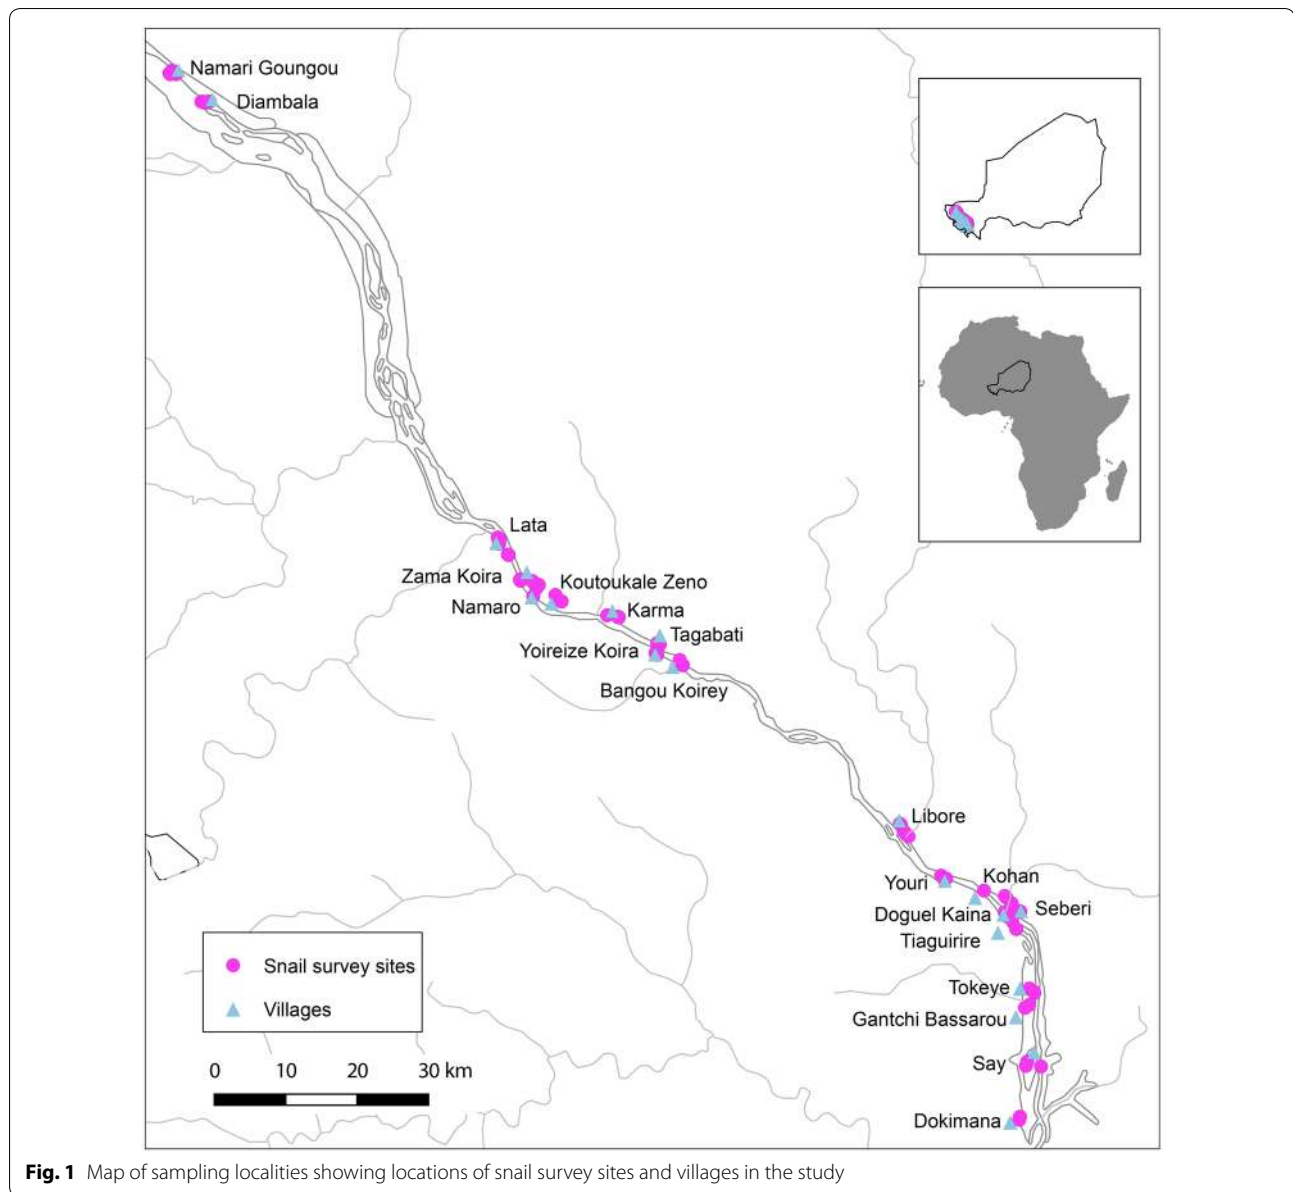 Namari Goungou
Diambala
Lata
Zama Koira
Koutoukale Zeno
Namaro
Karma
Tagabati
Yoireize Koira
Bangou Koirey
Libore
Youri
Kohan
Doguel Kaina
Seberi
Tiaguirire
Tokeye
Gantchi Bassarou
Say
Dokimana
Snail survey sites
Villages
0 10 20 30 km
Fig. 1 Map of sampling localities showing locations of snail survey sites and villages in the study